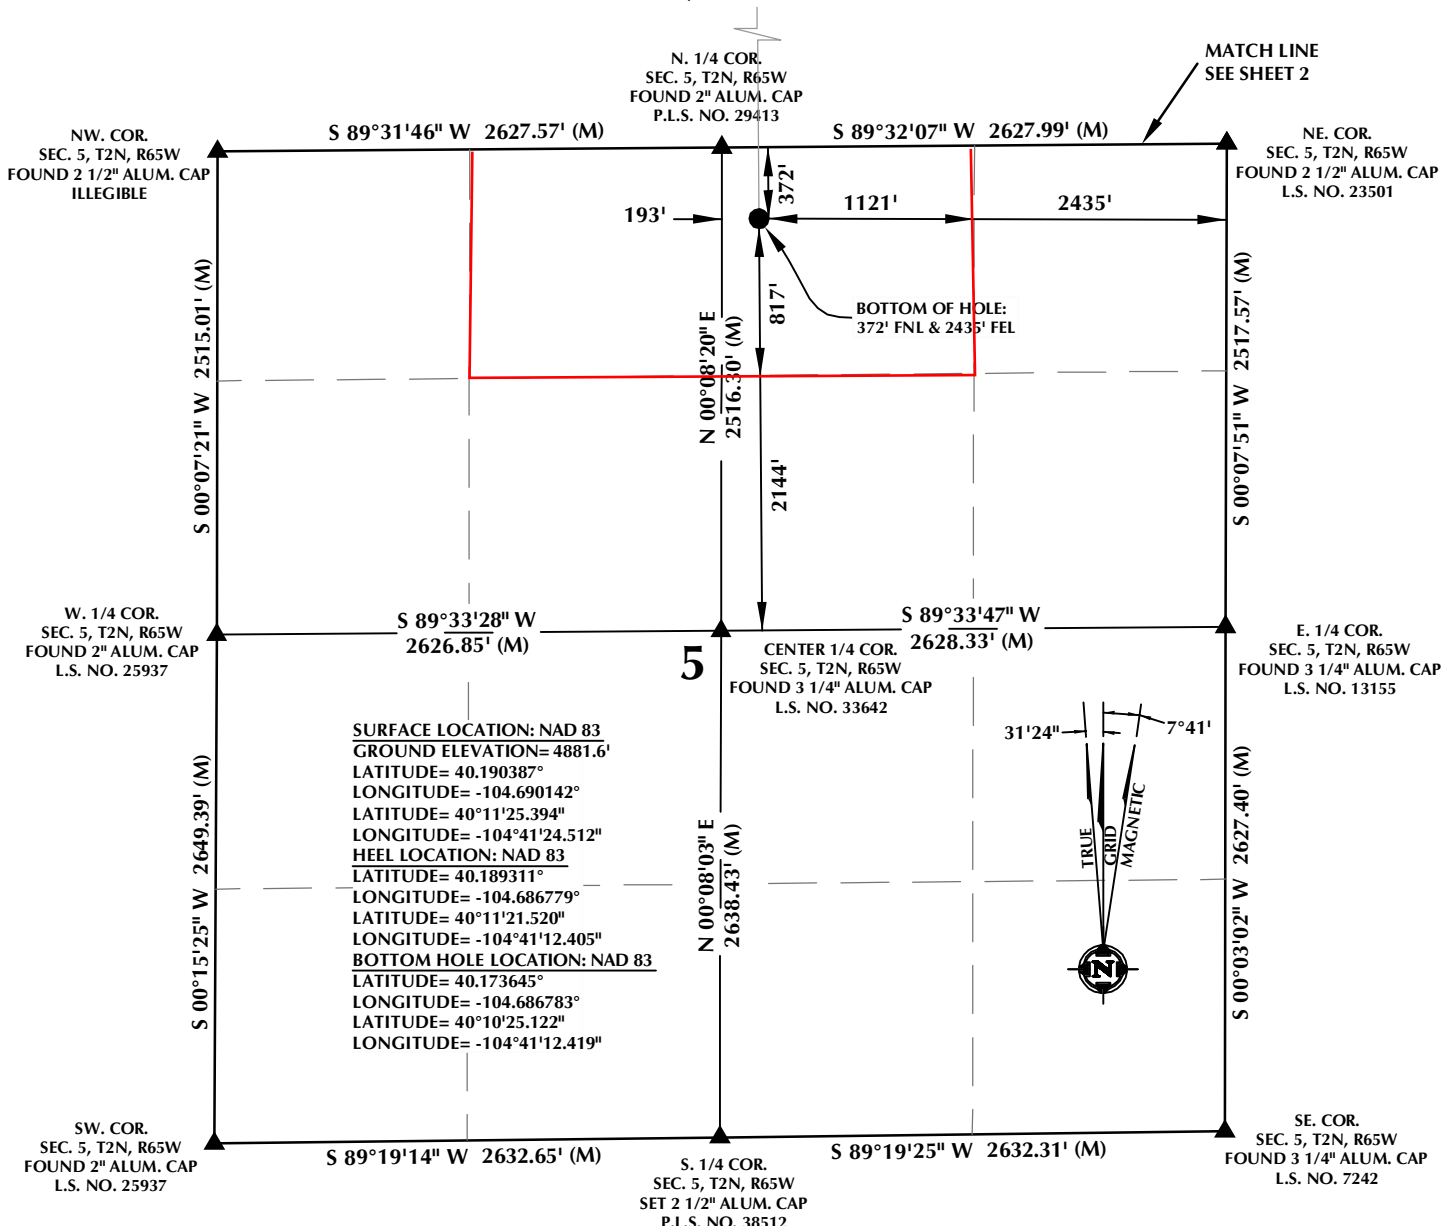 N. 1/4 COR.
SEC. 5, T2N, R65W
FOUND 2" ALUM. CAP
P.L.S. NO. 29413
MATCH LINE
SEE SHEET 2
NW. COR.
SEC. 5, T2N, R65W
FOUND 2 1/2" ALUM. CAP
ILLEGIBLE
S 89°31'46" W 2627.57' (M)
S 89°32'07" W 2627.99' (M)
NE. COR.
SEC. 5, T2N, R65W
FOUND 2 1/2" ALUM. CAP
L.S. NO. 23501
372'
193'
1121'
2435'
817'
BOTTOM OF HOLE:
372' FNL & 2435' FEL
S 00°07'21" W 2515.01' (M)
N 00°08'20" E
2516.30' (M)
S 00°07'51" W 2517.57' (M)
2144'
W. 1/4 COR.
SEC. 5, T2N, R65W
FOUND 2" ALUM. CAP
L.S. NO. 25937
S 89°33'28" W
2626.85' (M)
S 89°33'47" W
2628.33' (M)
5
CENTER 1/4 COR.
SEC. 5, T2N, R65W
FOUND 3 1/4" ALUM. CAP
L.S. NO. 33642
E. 1/4 COR.
SEC. 5, T2N, R65W
FOUND 3 1/4" ALUM. CAP
L.S. NO. 13155
SURFACE LOCATION: NAD 83
GROUND ELEVATION= 4881.6'
LATITUDE= 40.190387°
LONGITUDE= -104.690142°
LATITUDE= 40°11'25.394"
LONGITUDE= -104°41'24.512"
HEEL LOCATION: NAD 83
LATITUDE= 40.189311°
LONGITUDE= -104.686779°
LATITUDE= 40°11'21.520"
LONGITUDE= -104°41'12.405"
BOTTOM HOLE LOCATION: NAD 83
LATITUDE= 40.173645°
LONGITUDE= -104.686783°
LATITUDE= 40°10'25.122"
LONGITUDE= -104°41'12.419"
31'24"
7°41'
TRUE
GRID
MAGNETIC
N
S 00°15'25" W 2649.39' (M)
N 00°08'03" E
2638.43' (M)
S 00°03'02" W 2627.40' (M)
SW. COR.
SEC. 5, T2N, R65W
FOUND 2" ALUM. CAP
L.S. NO. 25937
S 89°19'14" W 2632.65' (M)
S 89°19'25" W 2632.31' (M)
S. 1/4 COR.
SEC. 5, T2N, R65W
SET 2 1/2" ALUM. CAP
P.L.S. NO. 38512
SE. COR.
SEC. 5, T2N, R65W
FOUND 3 1/4" ALUM. CAP
L.S. NO. 7242